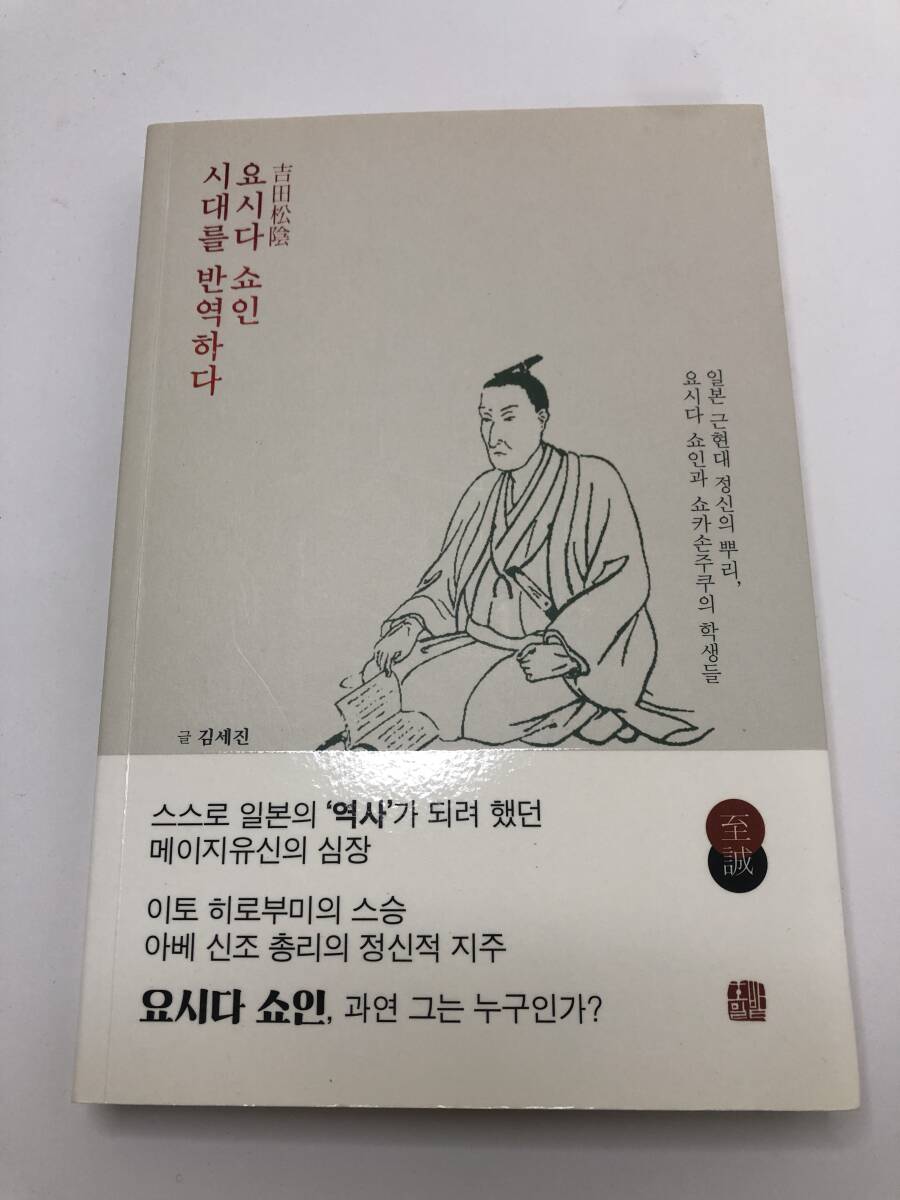 吉田松陰
요시다 쇼인
시대를 반역하다
일본 근현대 정신의 뿌리,
요시다 쇼인과 쇼카손주쿠의 학생들
글 김세진
스스로 일본의 ‘역사’가 되려 했던
메이지유신의 심장
至誠
이토 히로부미의 스승
아베 신조 총리의 정신적 지주
요시다 쇼인, 과연 그는 누구인가?
호밀밭